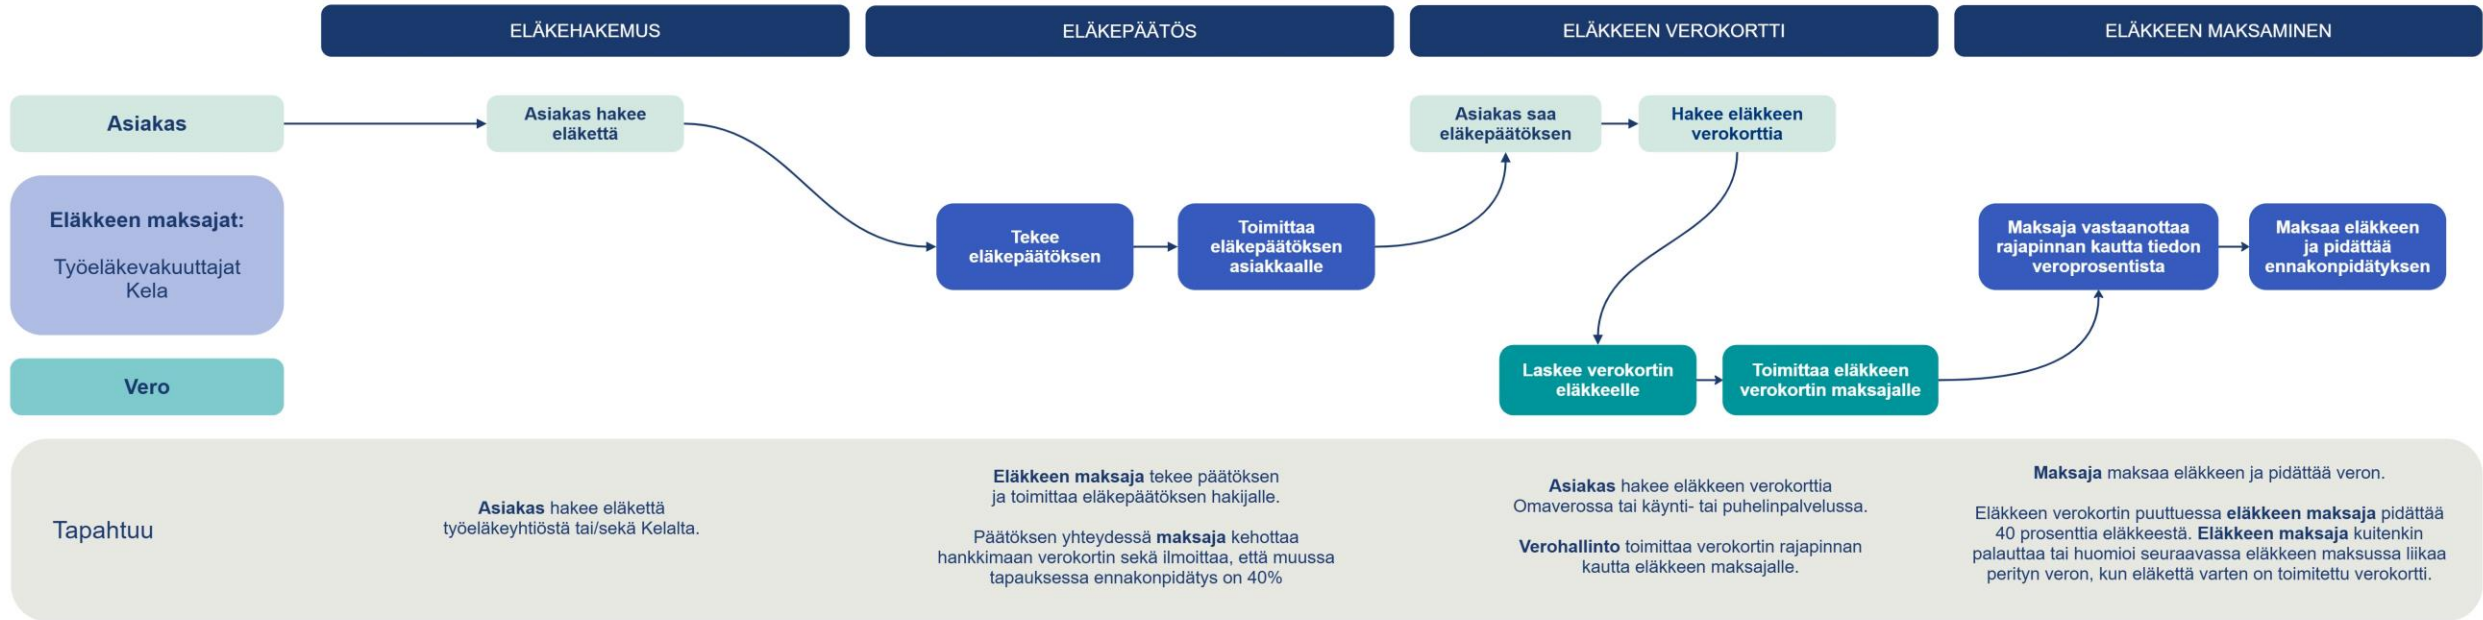 ELÄKEHAKEMUS
ELÄKEPÄÄTÖS
ELÄKKEEN VEROKORTTI
ELÄKKEEN MAKSAMINEN
Asiakas
Asiakas hakee
eläkettä
Asiakas saa
eläkepäätöksen
Hakee eläkkeen
verokorttia
Eläkkeen maksajat:
Työeläkevakuuttajat
Kela
Tekee
eläkepäätöksen
Toimittaa
eläkepäätöksen
asiakkaalle
Maksaja vastaanottaa
rajapinnan kautta tiedon
veroprosentista
Maksaa eläkkeen
ja pidättää
ennakonpidätyksen
Vero
Laskee verokortin
eläkkeelle
Toimittaa eläkkeen
verokortin maksajalle
Tapahtuu
Asiakas hakee eläkettä
työeläkeyhtiöstä tai/sekä Kelalta.
Eläkkeen maksaja tekee päätöksen
ja toimittaa eläkepäätöksen hakijalle.
Päätöksen yhteydessä maksaja kehottaa
hankkimaan verokortin sekä ilmoittaa, että muussa
tapauksessa ennakonpidätys on 40%
Asiakas hakee eläkkeen verokorttia
Omaverossa tai käynti- tai puhelinpalvelussa.
Verohallinto toimittaa verokortin rajapinnan
kautta eläkkeen maksajalle.
Maksaja maksaa eläkkeen ja pidättää veron.
Eläkkeen verokortin puuttuessa eläkkeen maksaja pidättää
40 prosenttia eläkkeestä. Eläkkeen maksaja kuitenkin
palauttaa tai huomioi seuraavassa eläkkeen maksussa liikaa
perityn veron, kun eläkettä varten on toimitettu verokortti.